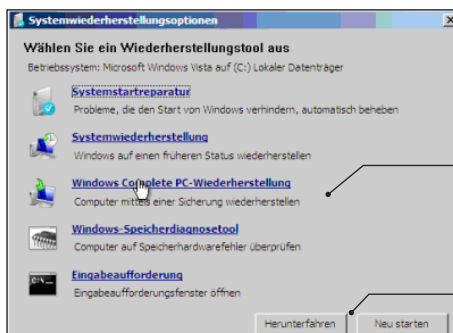 Systemwiederherstellungsoptionen
Wählen Sie ein Wiederherstellungstool aus
Betriebssystem: Microsoft Windows Vista auf (C:) Lokaler Datenträger
Systemstartreparatur
Probleme, die den Start von Windows verhindern, automatisch beheben
Systemwiederherstellung
Windows auf einen früheren Status wiederherstellen
Windows Complete PC-Wiederherstellung
Computer mittels einer Sicherung wiederherstellen
Windows-Speicherdiagnosetool
Computer auf Speicherhardwarefehler überprüfen
Eingabeaufforderung
Eingabeaufforderungsfenster öffnen
Herunterfahren
Neu starten